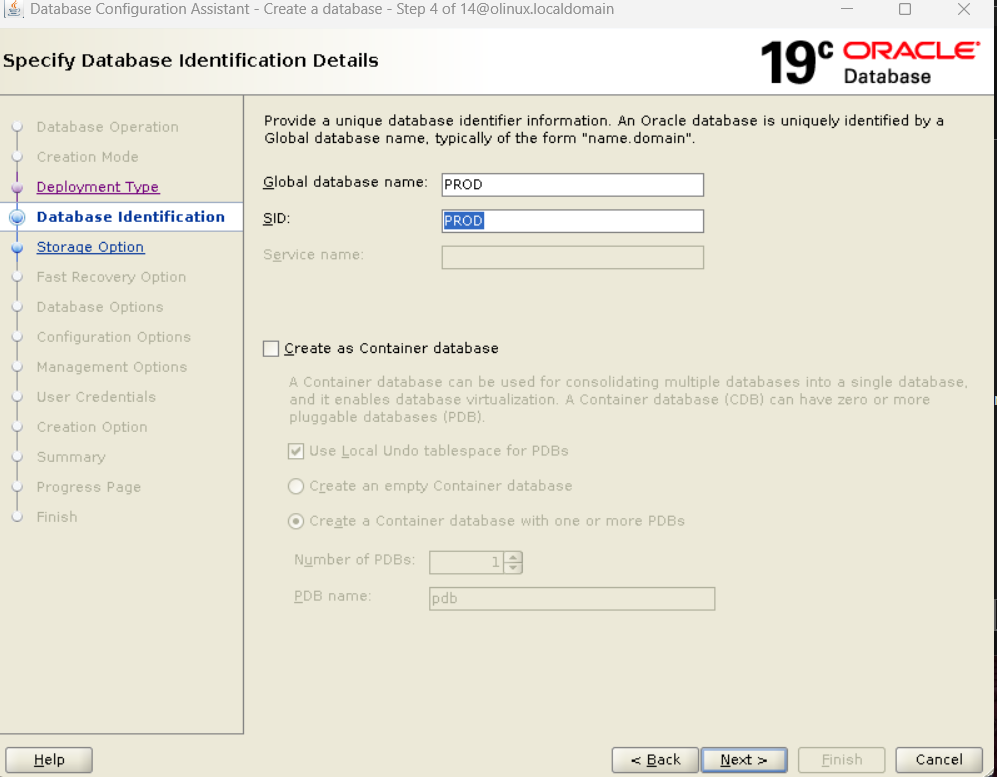 Database Configuration Assistant - Create a database - Step 4 of 14@olinux.localdomain
Specify Database Identification Details
19c ORACLE
Database
Database Operation
Creation Mode
Deployment Type
Database Identification
Storage Option
Fast Recovery Option
Database Options
Configuration Options
Management Options
User Credentials
Creation Option
Summary
Progress Page
Finish
Provide a unique database identifier information. An Oracle database is uniquely identified by a
Global database name, typically of the form "name.domain".
Global database name: PROD
SID: PROD
Service name:
Create as Container database
A Container database can be used for consolidating multiple databases into a single database,
and it enables database virtualization. A Container database (CDB) can have zero or more
pluggable databases (PDB).
Use Local Undo tablespace for PDBs
Create an empty Container database
Create a Container database with one or more PDBs
Number of PDBs: 1
PDB name: pdb
Help
< Back
Next >
Finish
Cancel